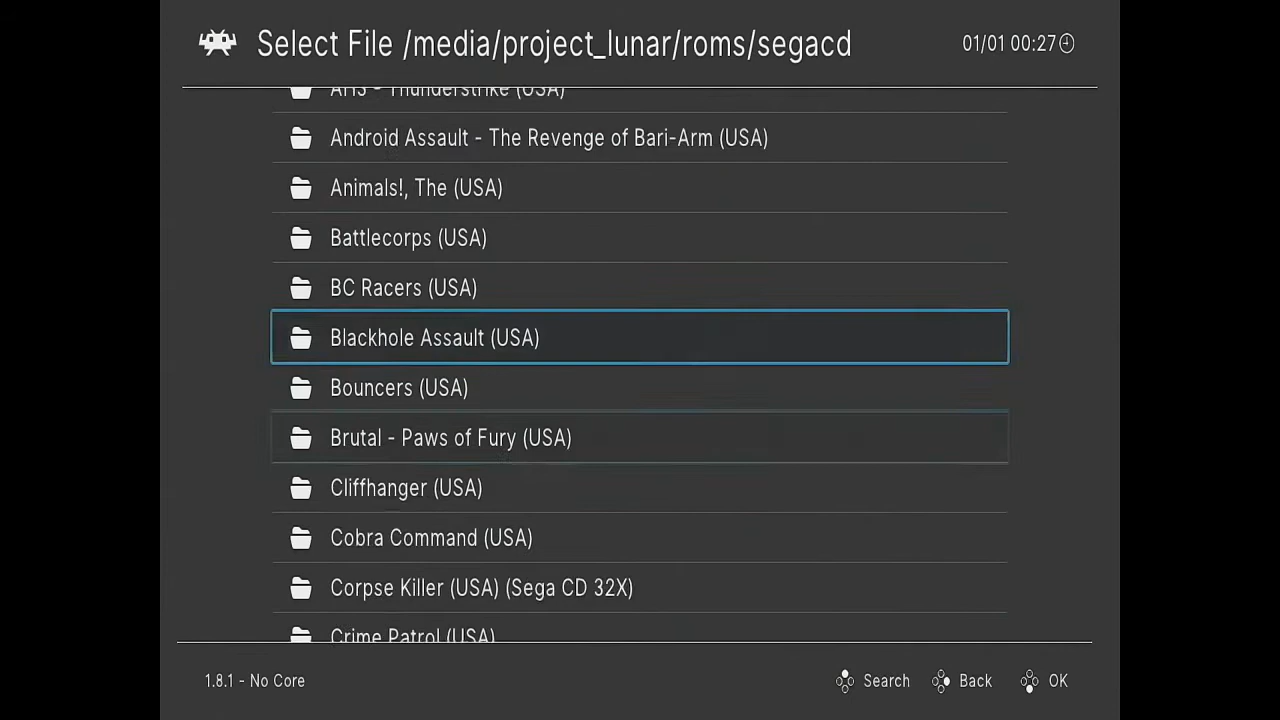 Select File /media/project_lunar/roms/segacd
01/01 00:27
AH3 - Thunderstrike (USA)
Android Assault - The Revenge of Bari-Arm (USA)
Animals!, The (USA)
Battlecorps (USA)
BC Racers (USA)
Blackhole Assault (USA)
Bouncers (USA)
Brutal - Paws of Fury (USA)
Cliffhanger (USA)
Cobra Command (USA)
Corpse Killer (USA) (Sega CD 32X)
Crime Patrol (USA)
1.8.1 - No Core
Search Back OK